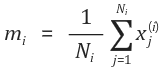 m_i = \frac{1}{N_i} \sum_{j=1}^{N_i} x_j^{(i)}